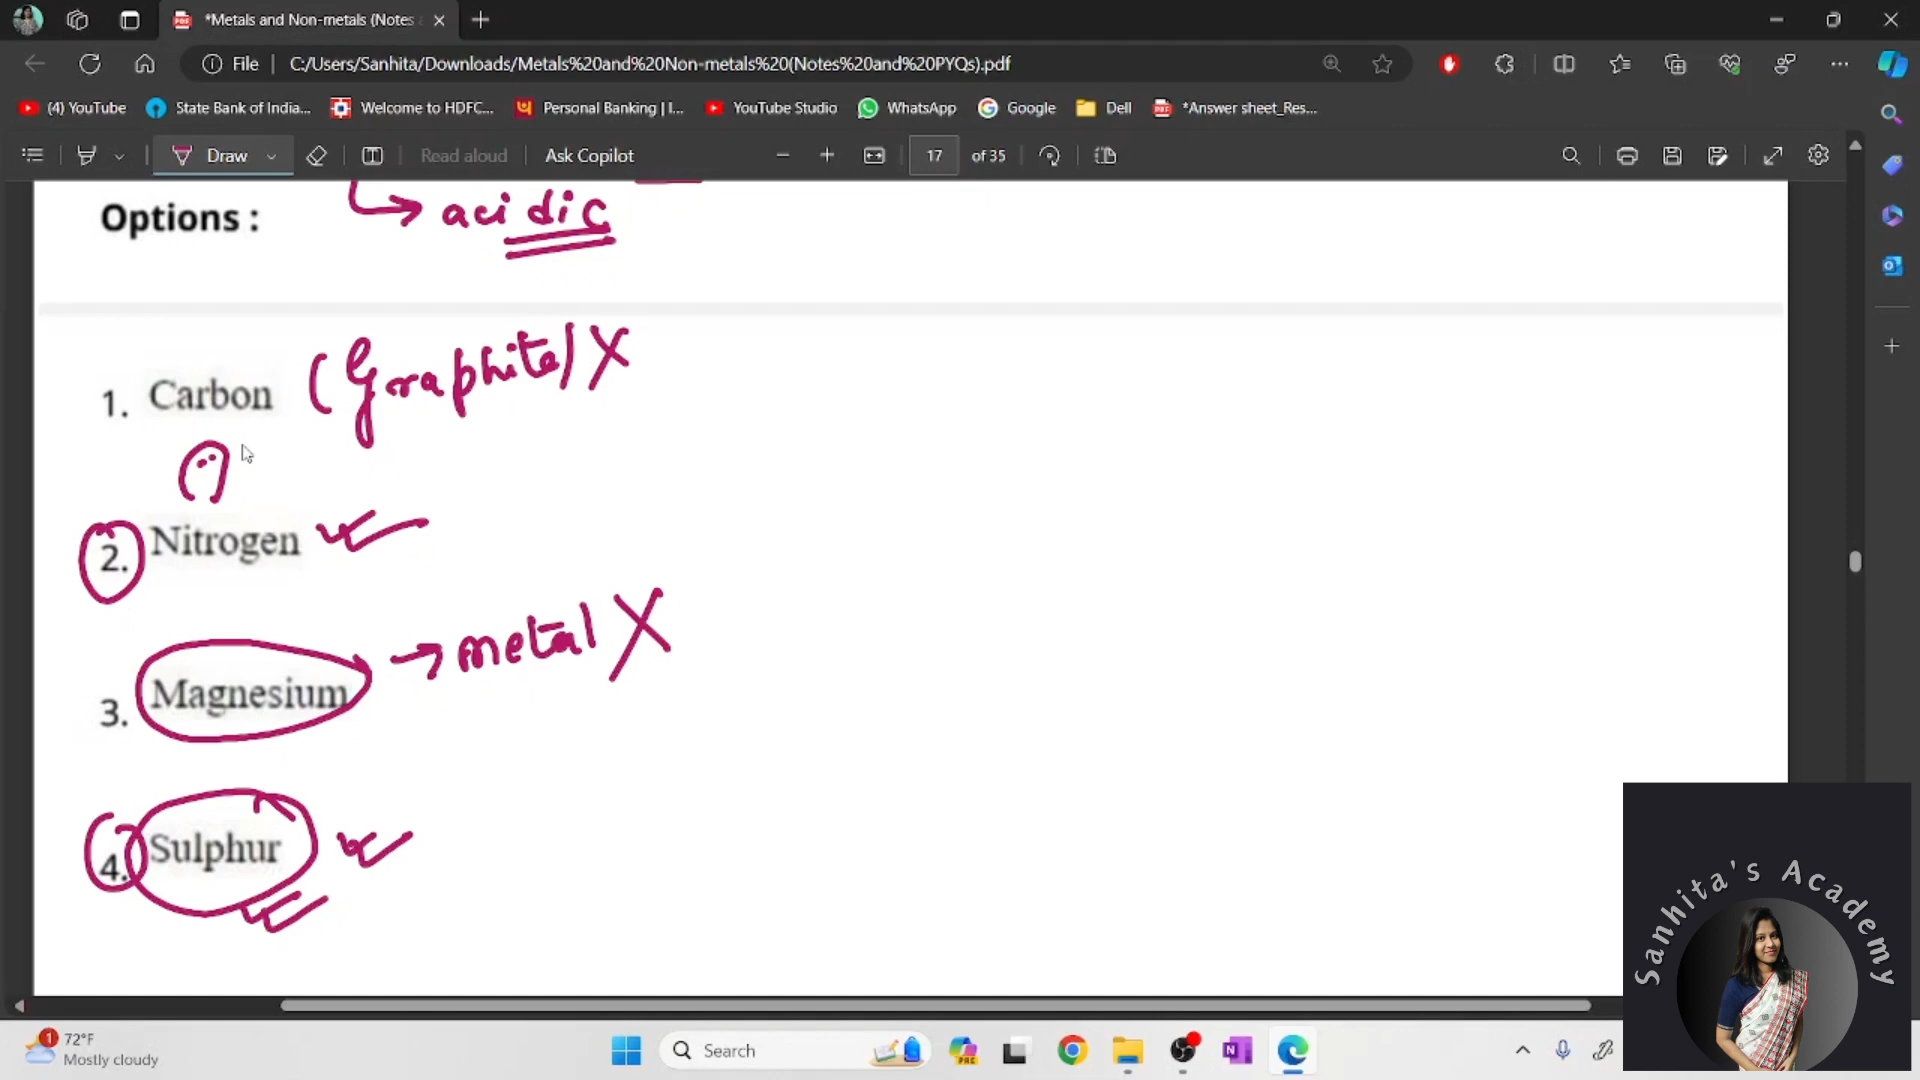 *Metals and Non-metals (Notes
File C:/Users/Sanhita/Downloads/Metals%20and%20Non-metals%20(Notes%20and%20PYQs).pdf
(4) YouTube State Bank of India... Welcome to HDFC... Personal Banking | I... YouTube Studio WhatsApp Google Dell *Answer sheet_Res...
Draw Read aloud Ask Copilot 17 of 35
Options : acidic
1. Carbon (Graphite) X
2. Nitrogen
3. Magnesium → metal X
4. Sulphur
Sanhita's Academy
1 72°F
Mostly cloudy
Search
PRE
N